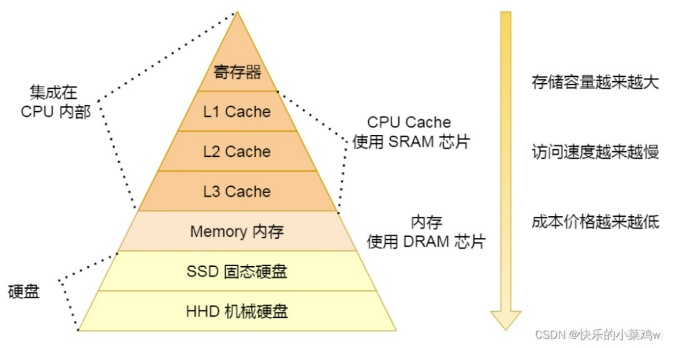 寄存器
集成在
CPU 内部
L1 Cache
L2 Cache
L3 Cache
CPU Cache
使用 SRAM 芯片
Memory 内存
内存
使用 DRAM 芯片
硬盘
SSD 固态硬盘
HHD 机械硬盘
存储容量越来越大
访问速度越来越慢
成本价格越来越低
CSDN @快乐的小菜鸡w